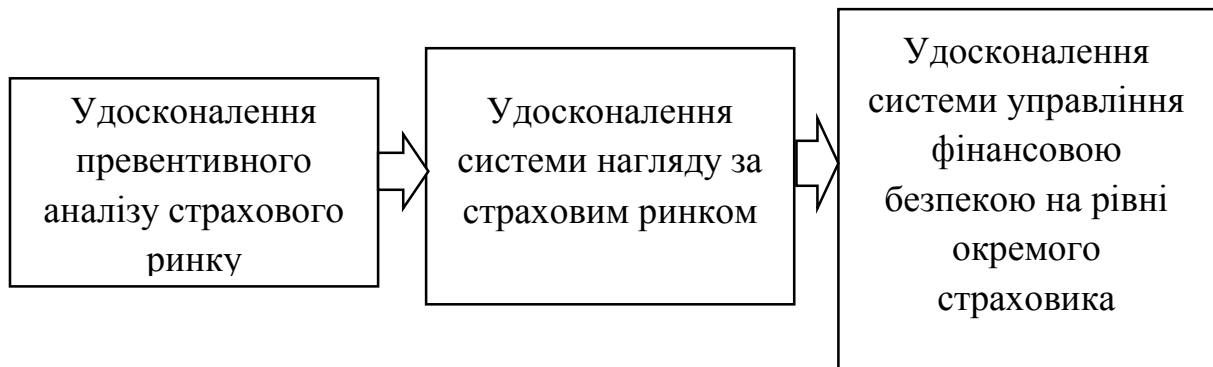 Удосконалення
превентивного
аналізу страхового
ринку
Удосконалення
системи нагляду за
страховим ринком
Удосконалення
системи управління
фінансовою
безпекою на рівні
окремого
страховика